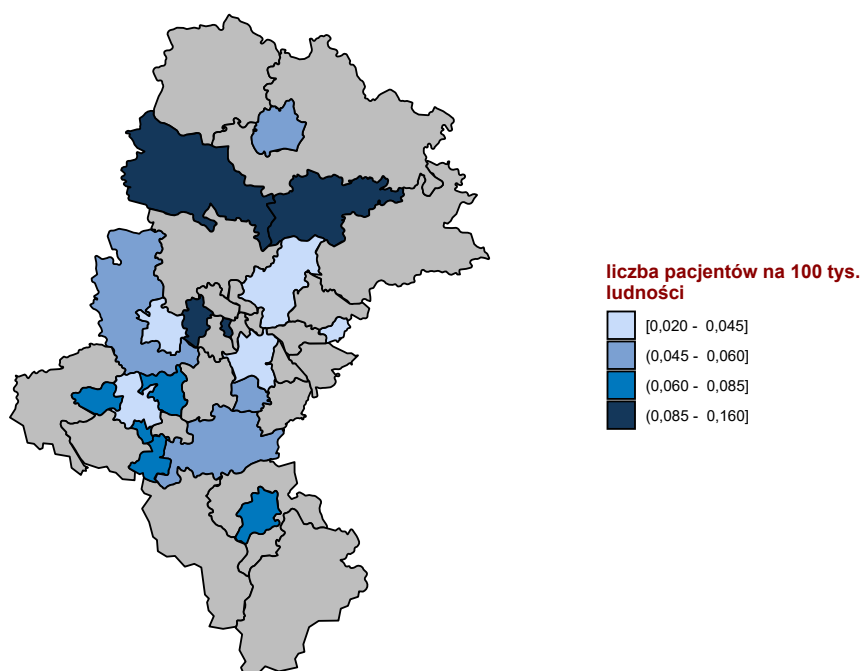 liczba pacjentów na 100 tys.
ludności
[0,020 - 0,045]
(0,045 - 0,060]
(0,060 - 0,085]
(0,085 - 0,160]